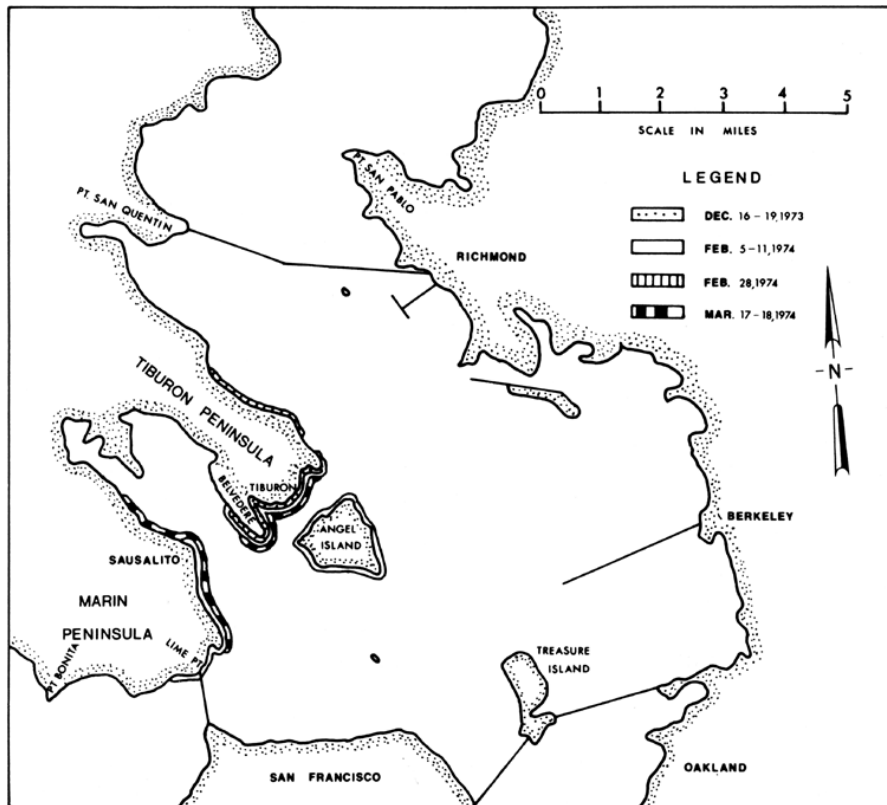 0 1 2 3 4 5
SCALE IN MILES
LEGEND
DEC. 16-19,1973
FEB. 5-11,1974
FEB. 28,1974
MAR. 17-18,1974
-N-
PT. SAN PABLO
PT. SAN QUENTIN
RICHMOND
TIBURON PENINSULA
TIBURON
BELVEDERE
ANGEL
ISLAND
BERKELEY
SAUSALITO
MARIN
PENINSULA
LIME PT.
PT BONITA
TREASURE
ISLAND
SAN FRANCISCO
OAKLAND